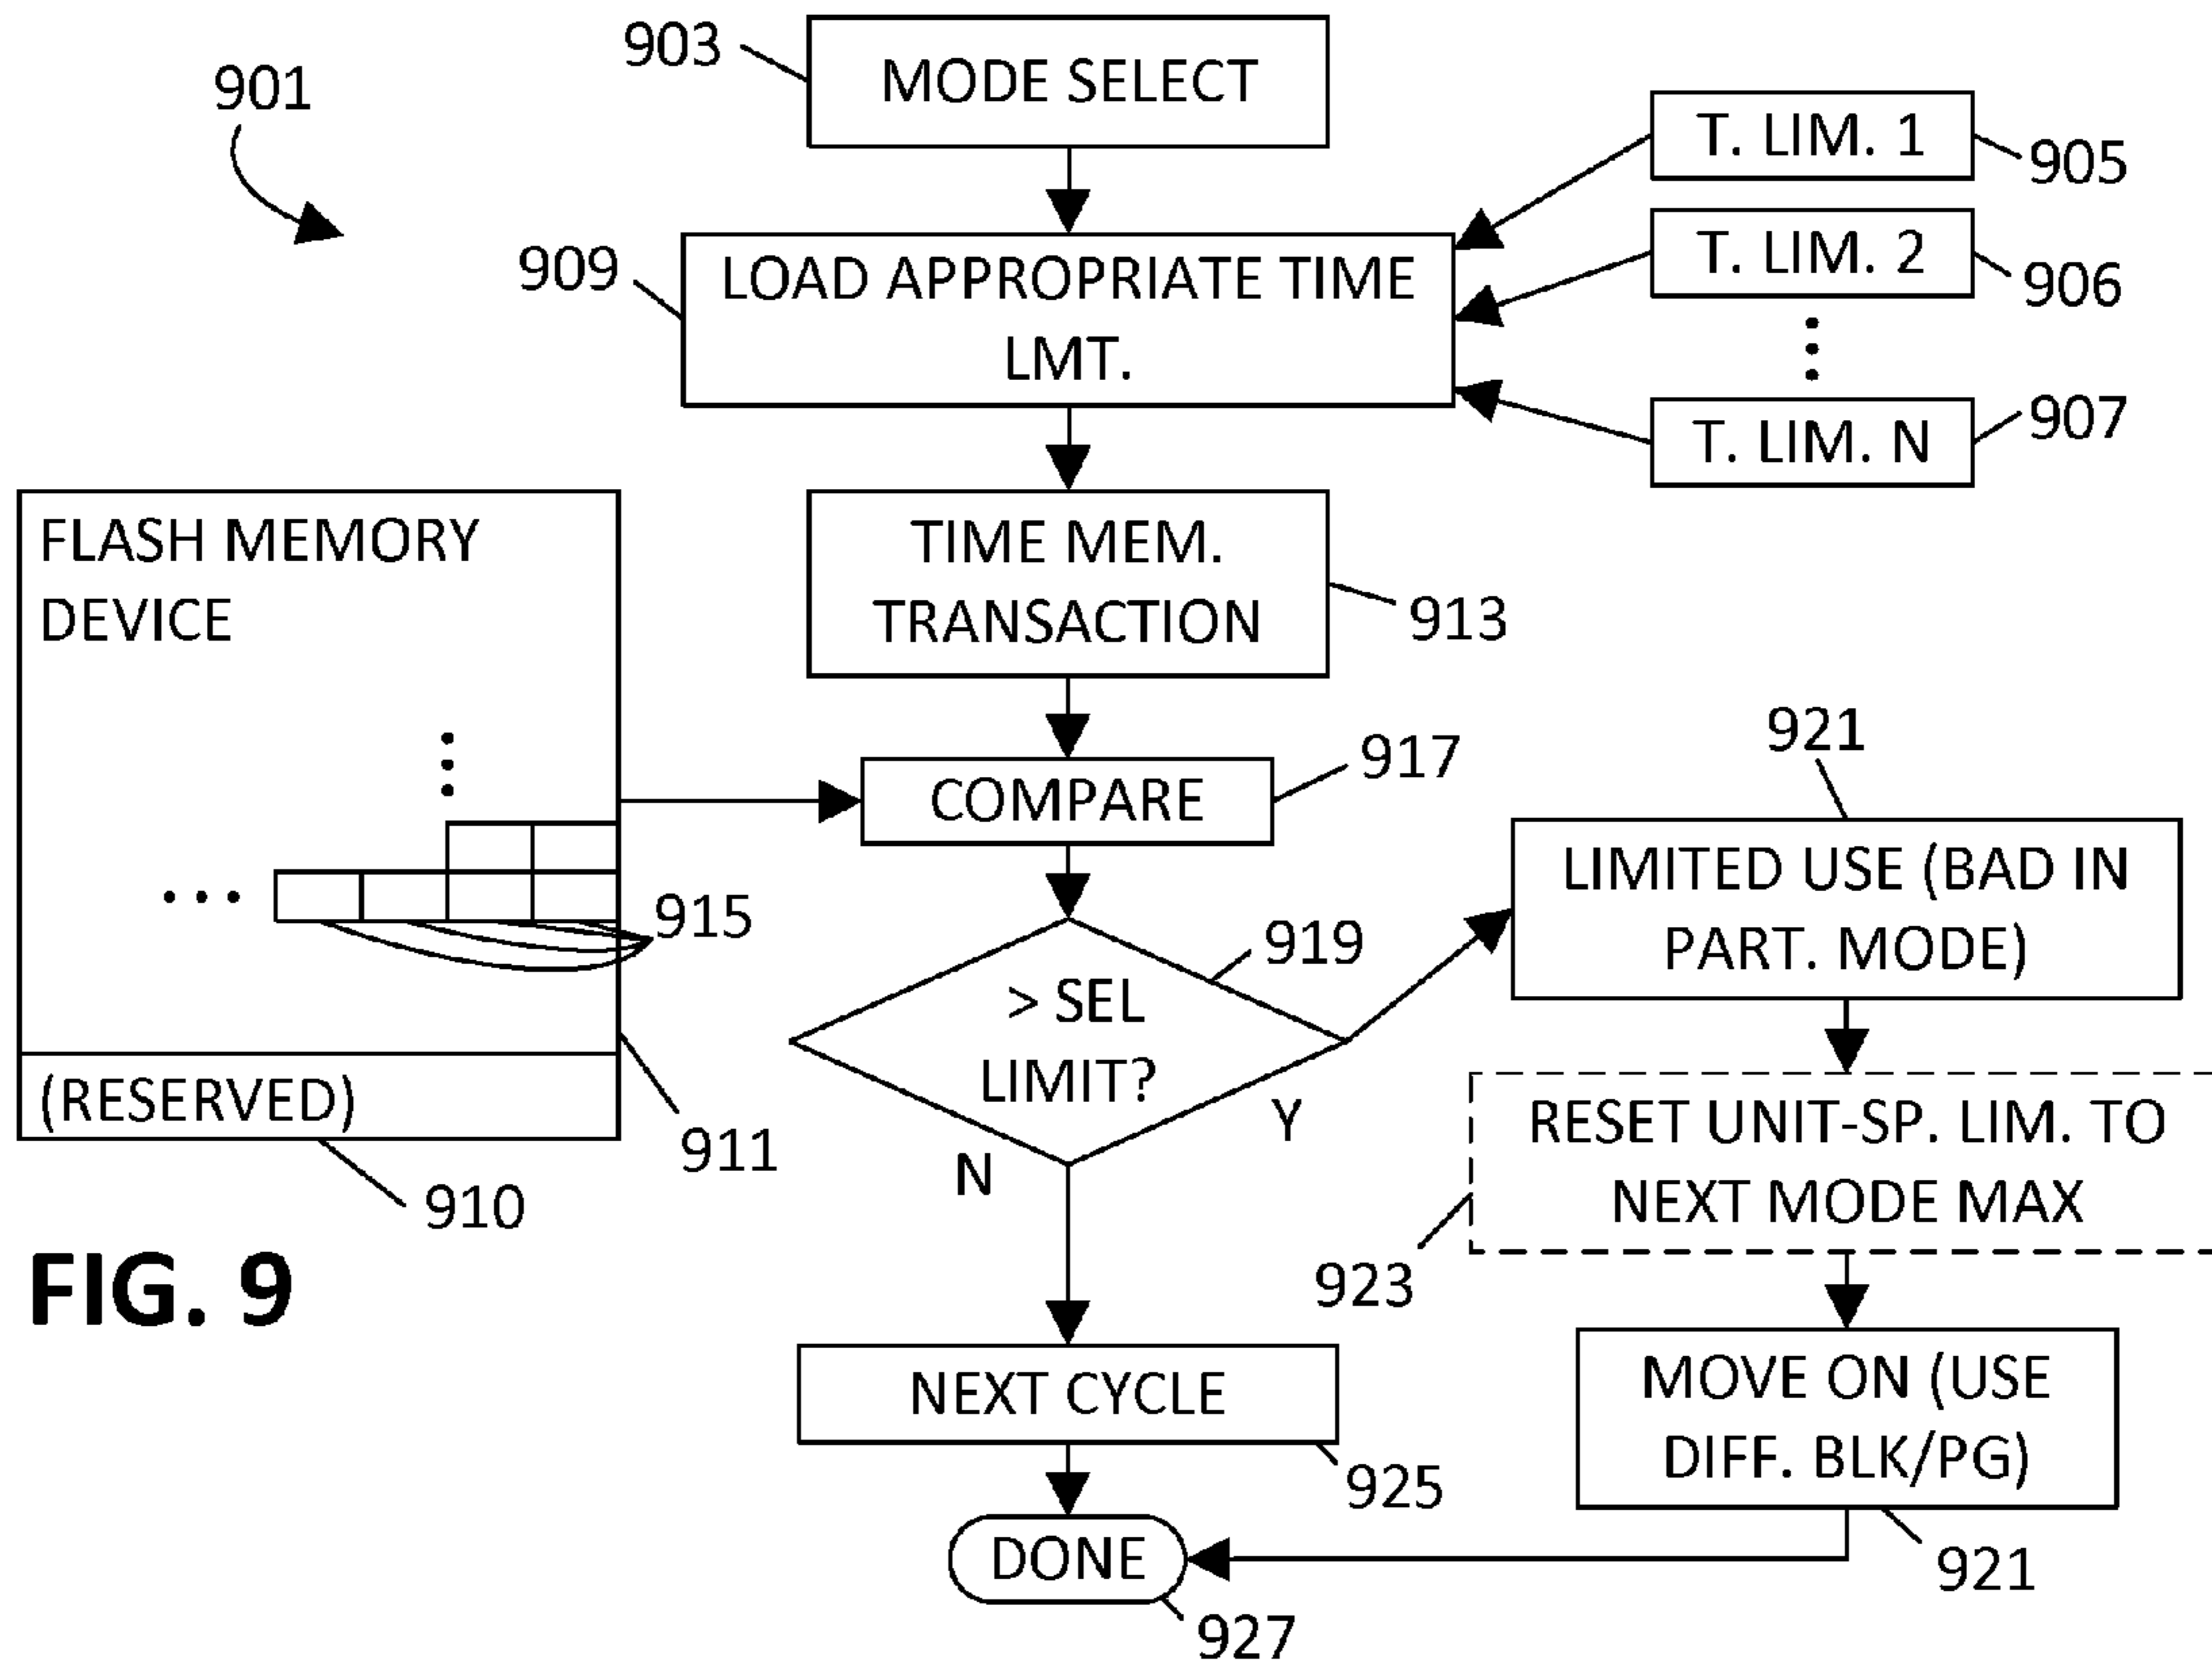 903
MODE SELECT
901
T. LIM. 1
905
909
LOAD APPROPRIATE TIME
LMT.
T. LIM. 2
906
T. LIM. N
907
FLASH MEMORY
DEVICE
TIME MEM.
TRANSACTION
913
917
COMPARE
921
LIMITED USE (BAD IN
PART. MODE)
915
919
> SEL
LIMIT?
(RESERVED)
911
910
Y
N
RESET UNIT-SP. LIM. TO
NEXT MODE MAX
923
FIG. 9
NEXT CYCLE
925
MOVE ON (USE
DIFF. BLK/PG)
921
DONE
927